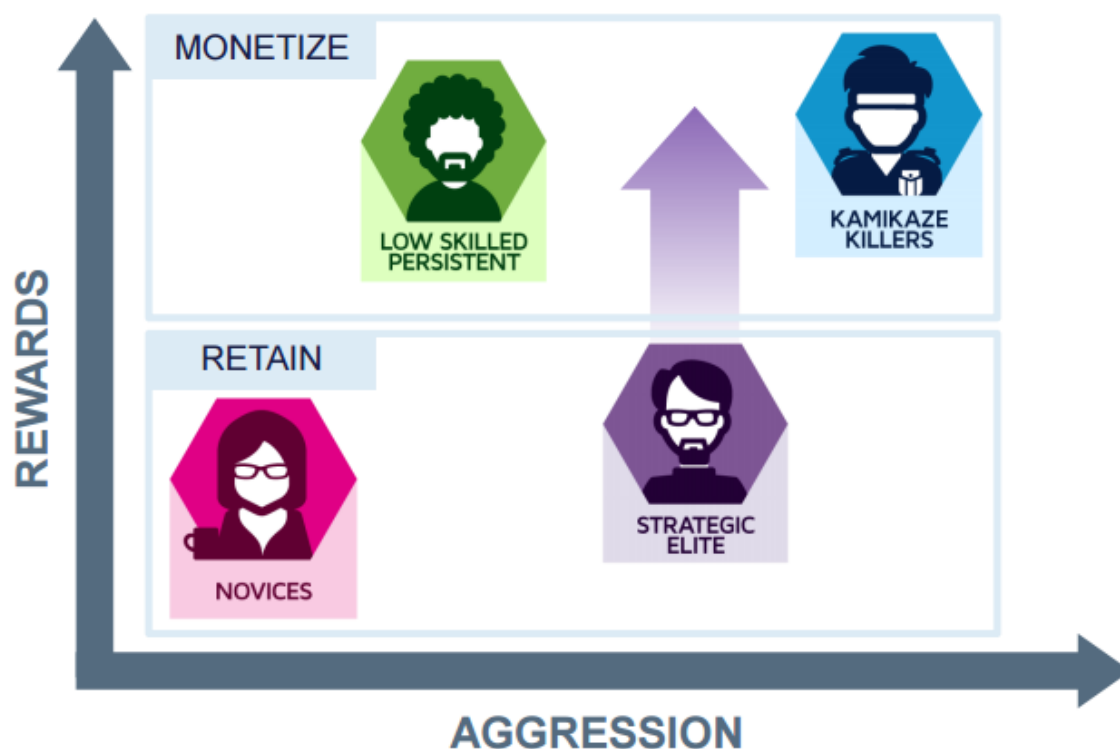 MONETIZE
LOW SKILLED
PERSISTENT
KAMIKAZE
KILLERS
REWARDS
RETAIN
NOVICES
STRATEGIC
ELITE
AGGRESSION